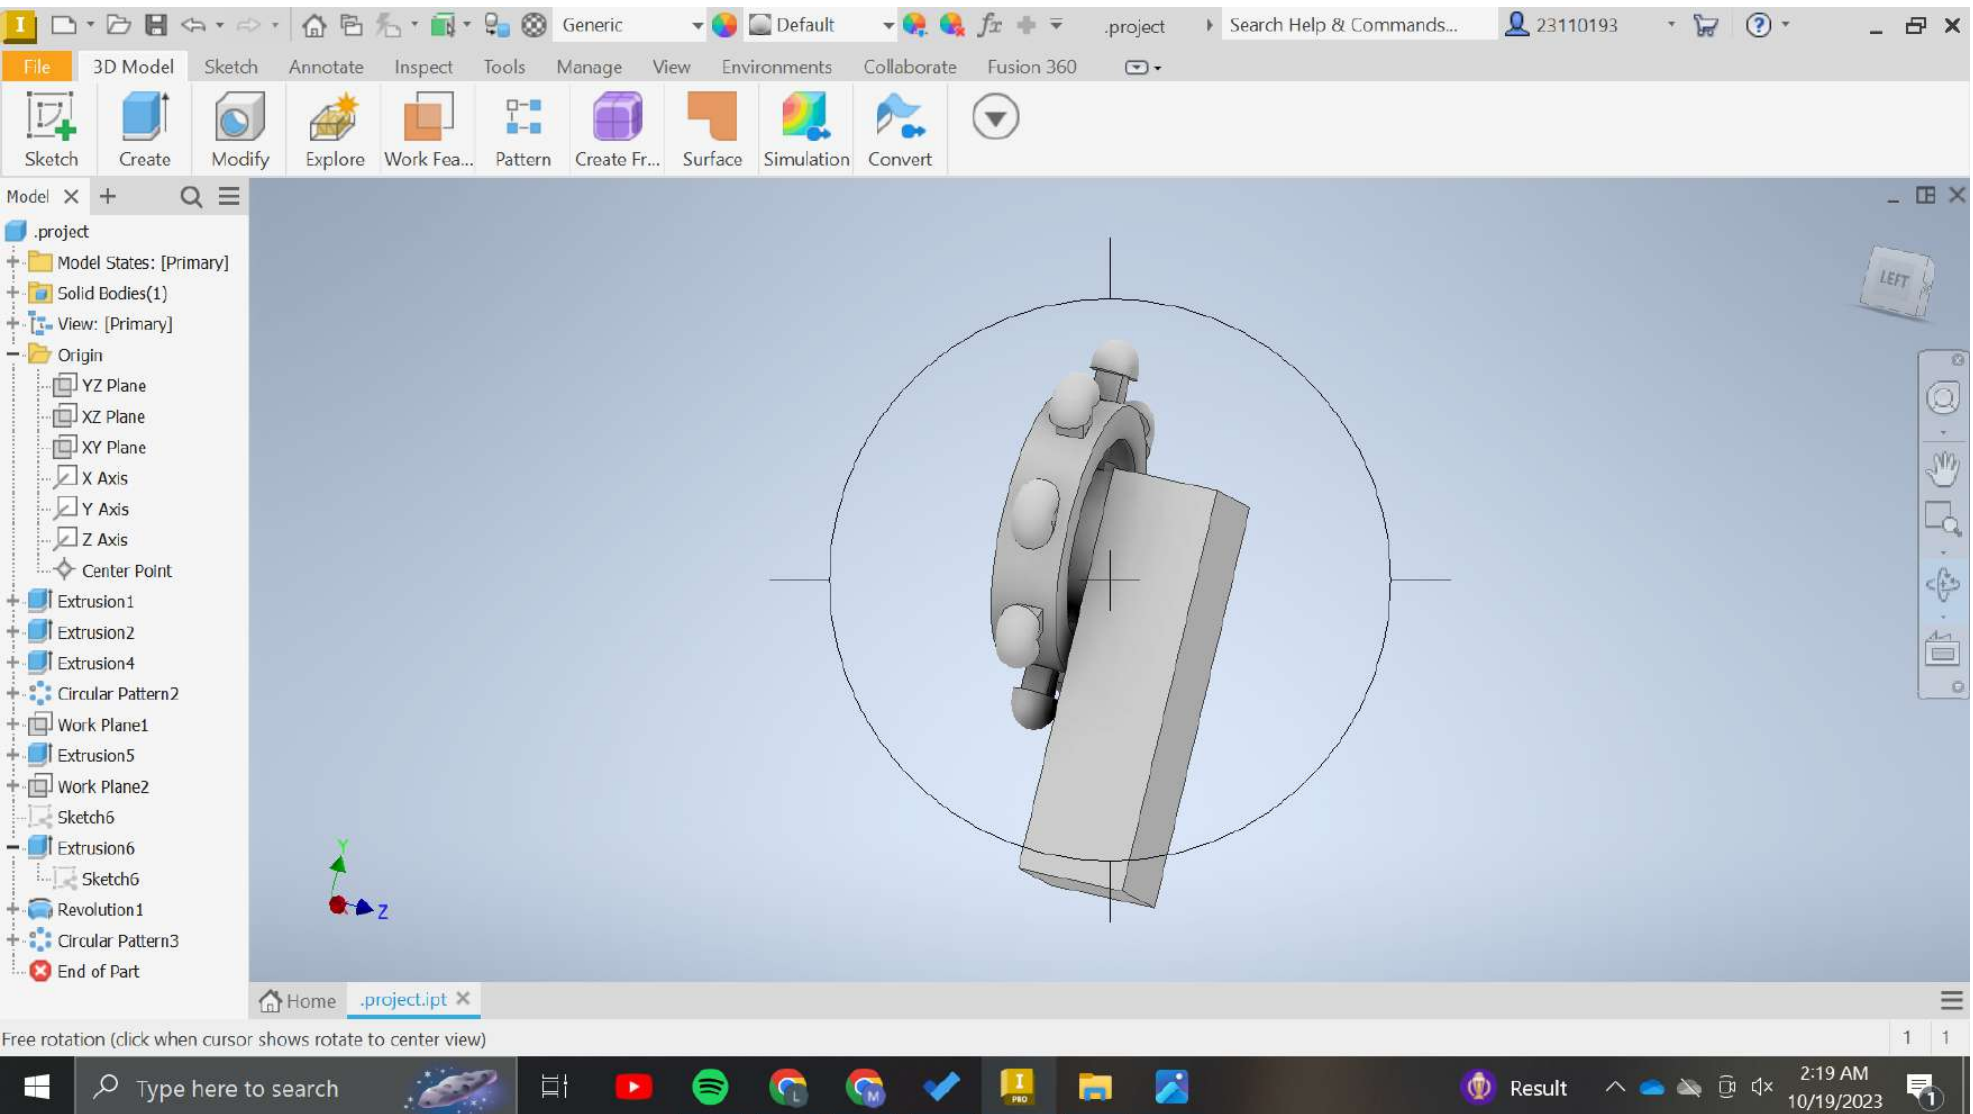 I Generic Default fx .project Search Help & Commands... 23110193 ?
File 3D Model Sketch Annotate Inspect Tools Manage View Environments Collaborate Fusion 360
Sketch Create Modify Explore Work Fea... Pattern Create Fr... Surface Simulation Convert
Model
.project
Model States: [Primary]
Solid Bodies(1)
View: [Primary]
Origin
YZ Plane
XZ Plane
XY Plane
X Axis
Y Axis
Z Axis
Center Point
Extrusion1
Extrusion2
Extrusion4
Circular Pattern2
Work Plane1
Extrusion5
Work Plane2
Sketch6
Extrusion6
Sketch6
Revolution1
Circular Pattern3
End of Part
LEFT
Y
Z
Home .project.ipt
Free rotation (click when cursor shows rotate to center view) 1 1
Type here to search L M I PRO Result 2:19 AM
10/19/2023 1